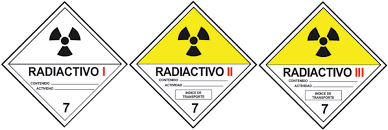 RADIACTIVO I
CONTENIDO
ACTIVIDAD
7
RADIACTIVO II
CONTENIDO
ACTIVIDAD
INDICE DE
TRANSPORTE
7
RADIACTIVO III
CONTENIDO
ACTIVIDAD
INDICE DE
TRANSPORTE
7